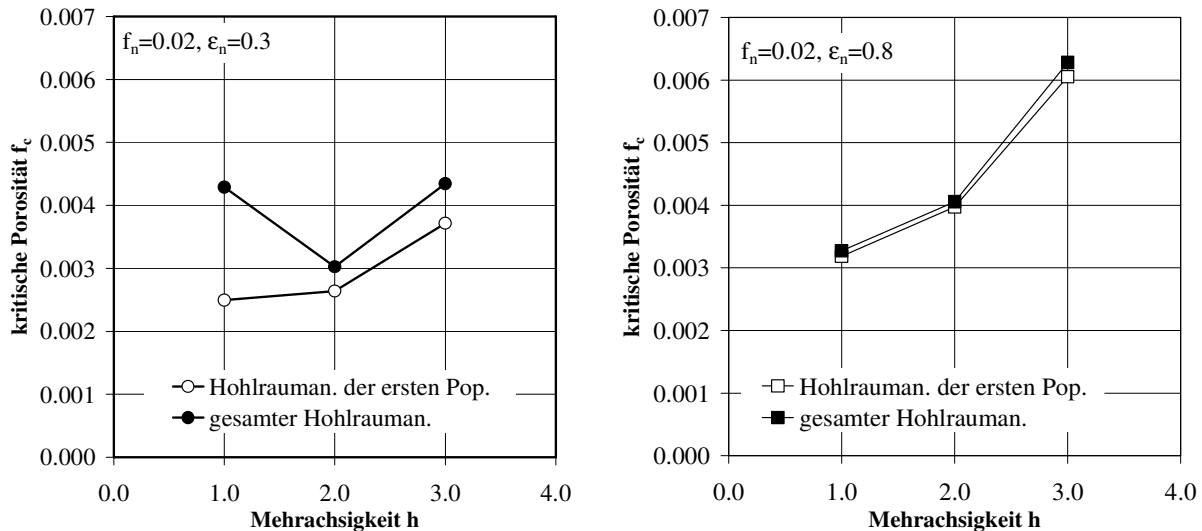 f_n=0.02, ε_n=0.3
kritische Porosität f_c
0.007
0.006
0.005
0.004
0.003
0.002
0.001
0.000
Hohlrauman. der ersten Pop.
gesamter Hohlrauman.
0.0 1.0 2.0 3.0 4.0
Mehrachsigkeit h
f_n=0.02, ε_n=0.8
kritische Porosität f_c
0.007
0.006
0.005
0.004
0.003
0.002
0.001
0.000
Hohlrauman. der ersten Pop.
gesamter Hohlrauman.
0.0 1.0 2.0 3.0 4.0
Mehrachsigkeit h